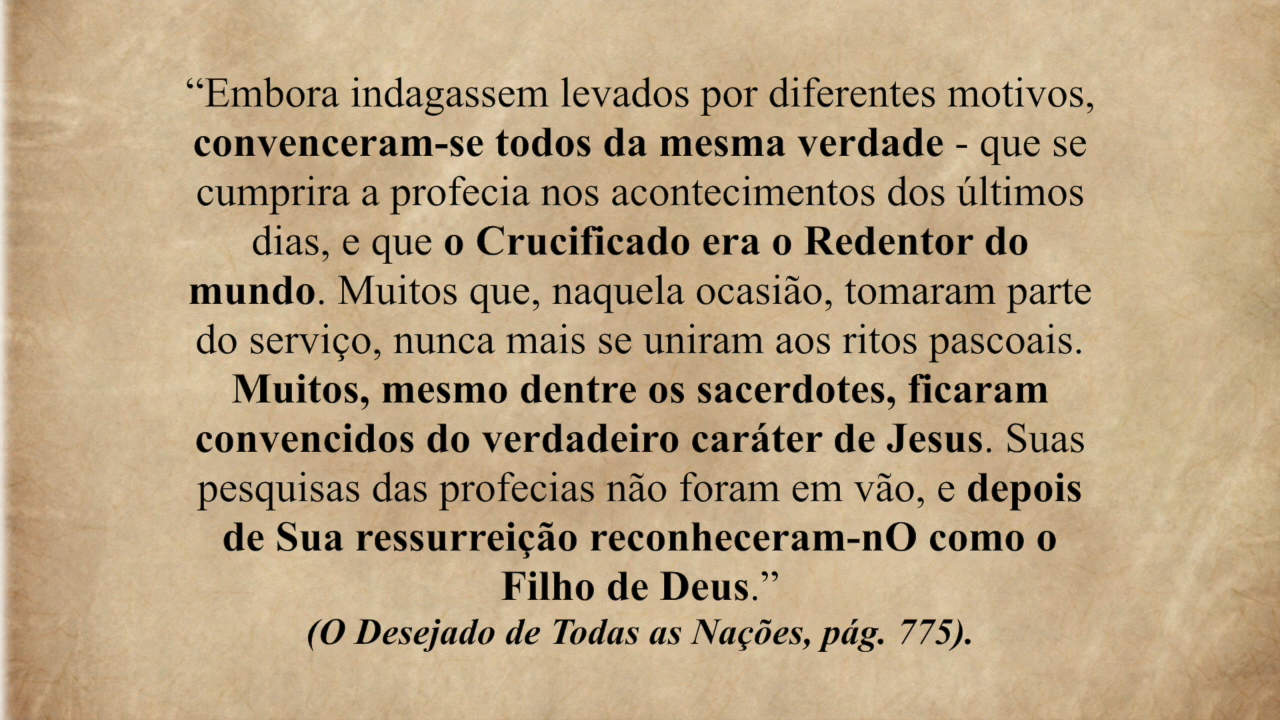 “Embora indagassem levados por diferentes motivos,
convenceram-se todos da mesma verdade - que se
cumprira a profecia nos acontecimentos dos últimos
dias, e que o Crucificado era o Redentor do
mundo. Muitos que, naquela ocasião, tomaram parte
do serviço, nunca mais se uniram aos ritos pascoais.
Muitos, mesmo dentre os sacerdotes, ficaram
convencidos do verdadeiro caráter de Jesus. Suas
pesquisas das profecias não foram em vão, e depois
de Sua ressurreição reconheceram-nO como o
Filho de Deus.”
(O Desejado de Todas as Nações, pág. 775).